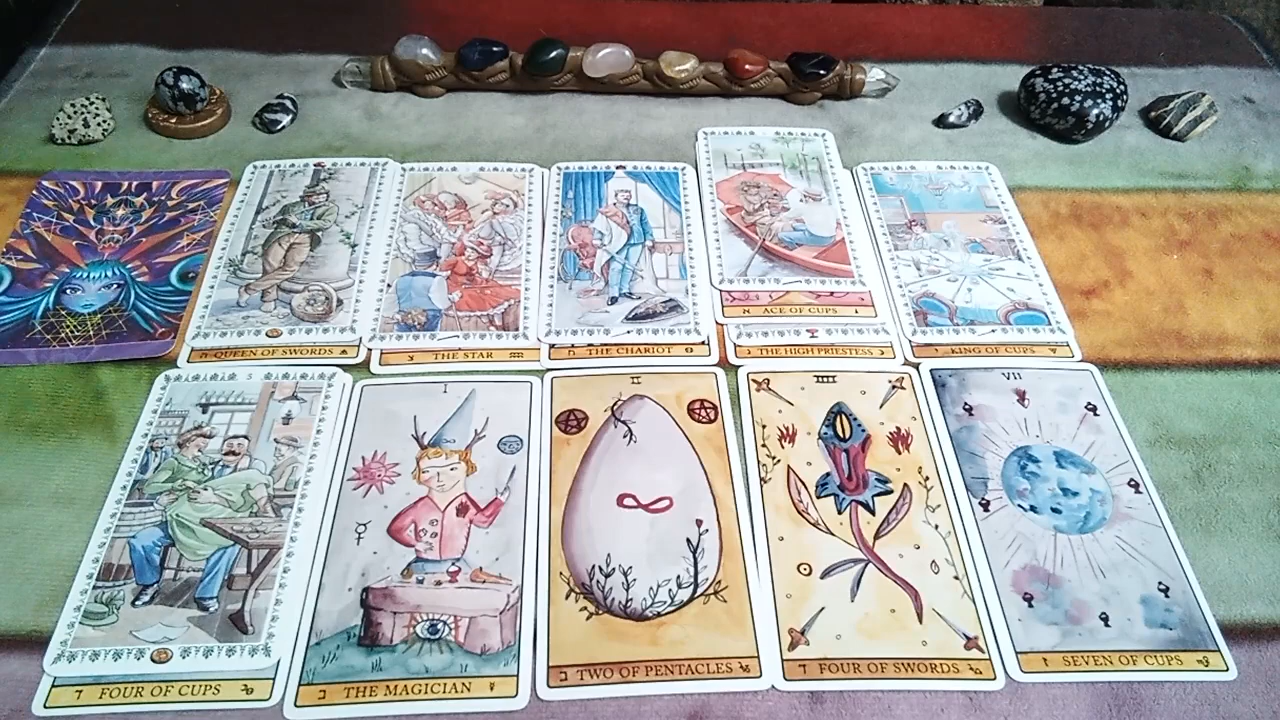 QUEEN OF SWORDS
THE STAR
THE CHARIOT
ACE OF CUPS
THE HIGH PRIESTESS
KING OF CUPS
5
I
II
IIII
VII
FOUR OF CUPS
THE MAGICIAN
TWO OF PENTACLES
FOUR OF SWORDS
SEVEN OF CUPS